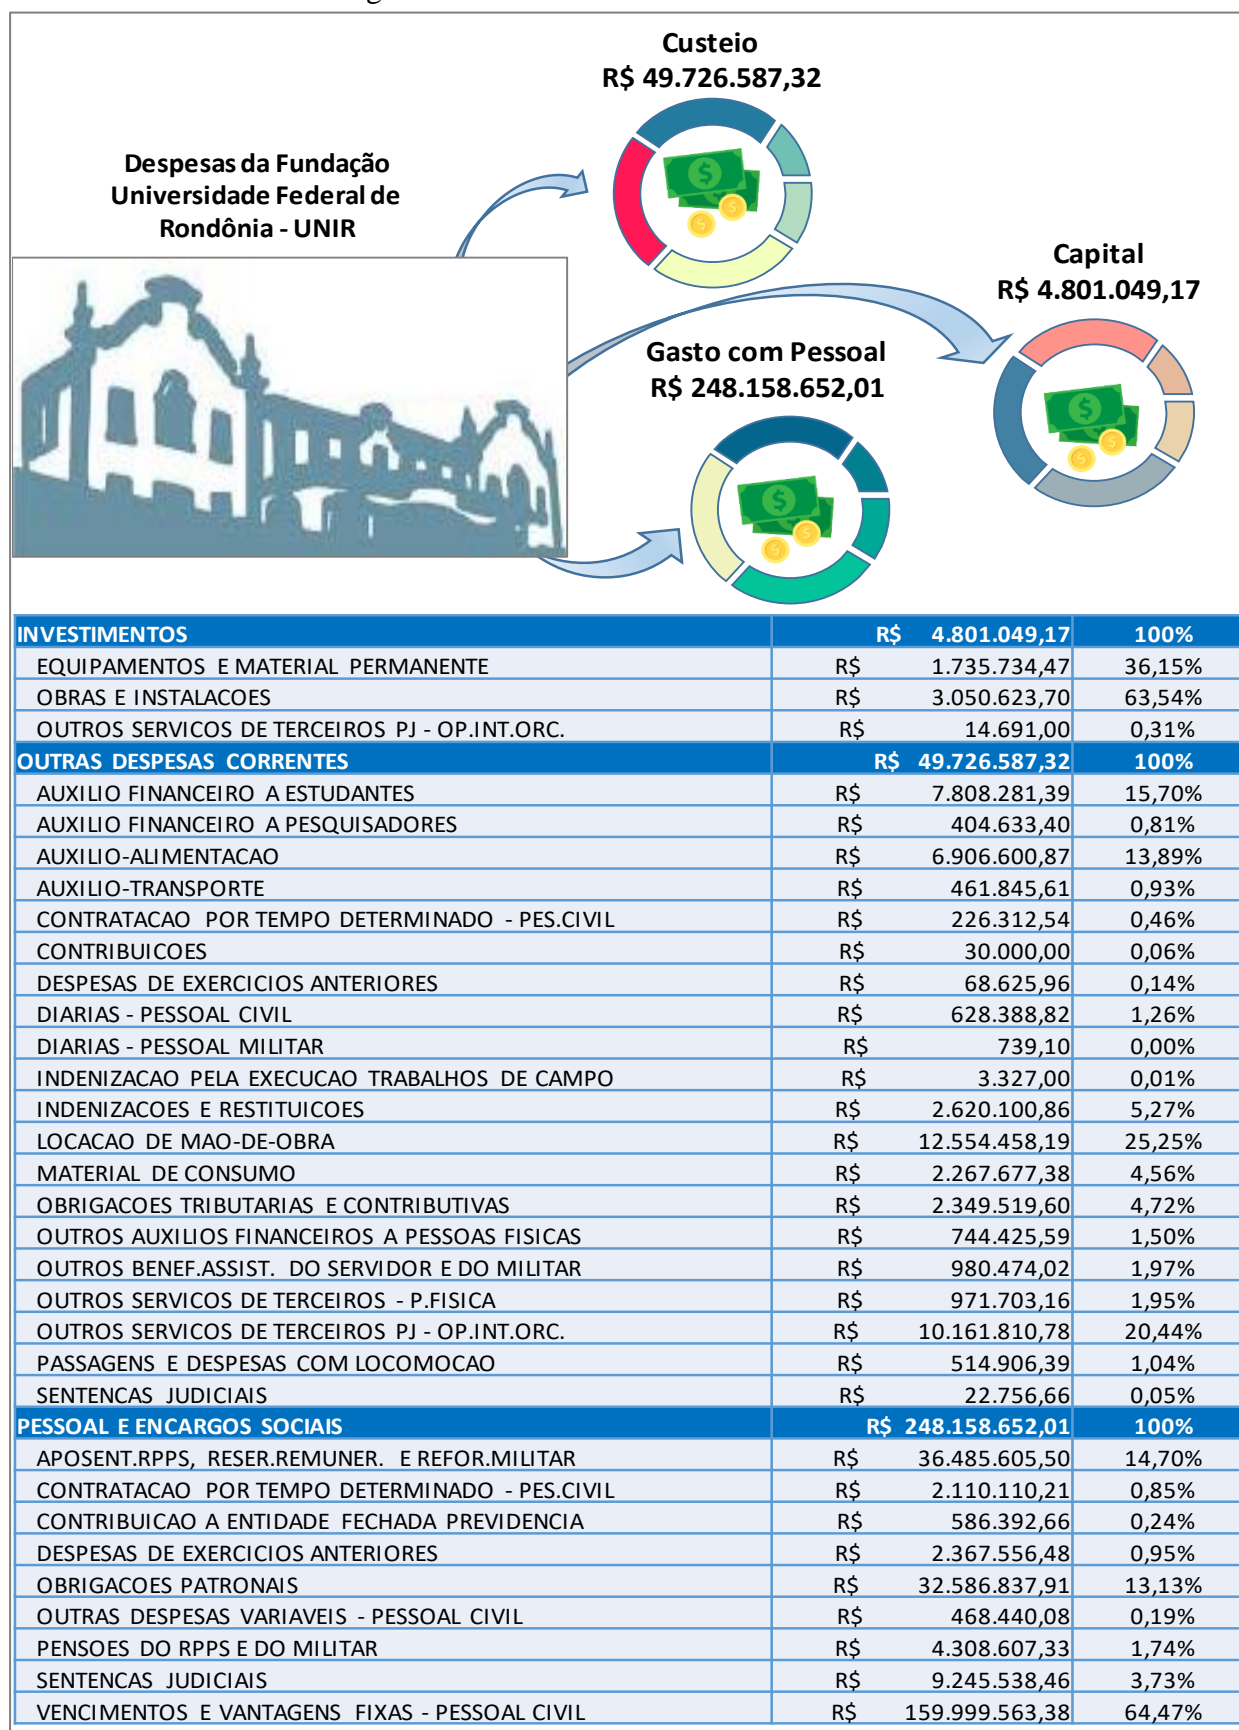 Custeio
R$ 49.726.587,32
Despesas da Fundação
Universidade Federal de
Rondônia - UNIR
Capital
R$ 4.801.049,17
Gasto com Pessoal
R$ 248.158.652,01
INVESTIMENTOS R$ 4.801.049,17 100%
EQUIPAMENTOS E MATERIAL PERMANENTE R$ 1.735.734,47 36,15%
OBRAS E INSTALACOES R$ 3.050.623,70 63,54%
OUTROS SERVICOS DE TERCEIROS PJ - OP.INT.ORC. R$ 14.691,00 0,31%
OUTRAS DESPESAS CORRENTES R$ 49.726.587,32 100%
AUXILIO FINANCEIRO A ESTUDANTES R$ 7.808.281,39 15,70%
AUXILIO FINANCEIRO A PESQUISADORES R$ 404.633,40 0,81%
AUXILIO-ALIMENTACAO R$ 6.906.600,87 13,89%
AUXILIO-TRANSPORTE R$ 461.845,61 0,93%
CONTRATACAO POR TEMPO DETERMINADO - PES.CIVIL R$ 226.312,54 0,46%
CONTRIBUICOES R$ 30.000,00 0,06%
DESPESAS DE EXERCICIOS ANTERIORES R$ 68.625,96 0,14%
DIARIAS - PESSOAL CIVIL R$ 628.388,82 1,26%
DIARIAS - PESSOAL MILITAR R$ 739,10 0,00%
INDENIZACAO PELA EXECUCAO TRABALHOS DE CAMPO R$ 3.327,00 0,01%
INDENIZACOES E RESTITUICOES R$ 2.620.100,86 5,27%
LOCACAO DE MAO-DE-OBRA R$ 12.554.458,19 25,25%
MATERIAL DE CONSUMO R$ 2.267.677,38 4,56%
OBRIGACOES TRIBUTARIAS E CONTRIBUTIVAS R$ 2.349.519,60 4,72%
OUTROS AUXILIOS FINANCEIROS A PESSOAS FISICAS R$ 744.425,59 1,50%
OUTROS BENEF.ASSIST. DO SERVIDOR E DO MILITAR R$ 980.474,02 1,97%
OUTROS SERVICOS DE TERCEIROS - P.FISICA R$ 971.703,16 1,95%
OUTROS SERVICOS DE TERCEIROS PJ - OP.INT.ORC. R$ 10.161.810,78 20,44%
PASSAGENS E DESPESAS COM LOCOMOCAO R$ 514.906,39 1,04%
SENTENCAS JUDICIAIS R$ 22.756,66 0,05%
PESSOAL E ENCARGOS SOCIAIS R$ 248.158.652,01 100%
APOSENT.RPPS, RESER.REMUNER. E REFOR.MILITAR R$ 36.485.605,50 14,70%
CONTRATACAO POR TEMPO DETERMINADO - PES.CIVIL R$ 2.110.110,21 0,85%
CONTRIBUICAO A ENTIDADE FECHADA PREVIDENCIA R$ 586.392,66 0,24%
DESPESAS DE EXERCICIOS ANTERIORES R$ 2.367.556,48 0,95%
OBRIGACOES PATRONAIS R$ 32.586.837,91 13,13%
OUTRAS DESPESAS VARIAVEIS - PESSOAL CIVIL R$ 468.440,08 0,19%
PENSOES DO RPPS E DO MILITAR R$ 4.308.607,33 1,74%
SENTENCAS JUDICIAIS R$ 9.245.538,46 3,73%
VENCIMENTOS E VANTAGENS FIXAS - PESSOAL CIVIL R$ 159.999.563,38 64,47%